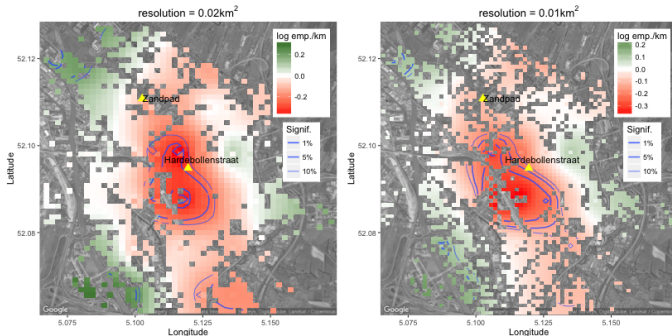 resolution = 0.02km²
52.12
52.10
52.08
Latitude
5.075
5.100
5.125
5.150
Longitude
log emp./km
0.2
0.0
-0.2
Signif.
1%
5%
10%
Zandpad
Hardebollenstraat
Google
resolution = 0.01km²
52.12
52.10
52.08
Latitude
5.075
5.100
5.125
5.150
Longitude
log emp./km
0.2
0.1
0.0
-0.1
-0.2
-0.3
Signif.
1%
5%
10%
Zandpad
Hardebollenstraat
Google